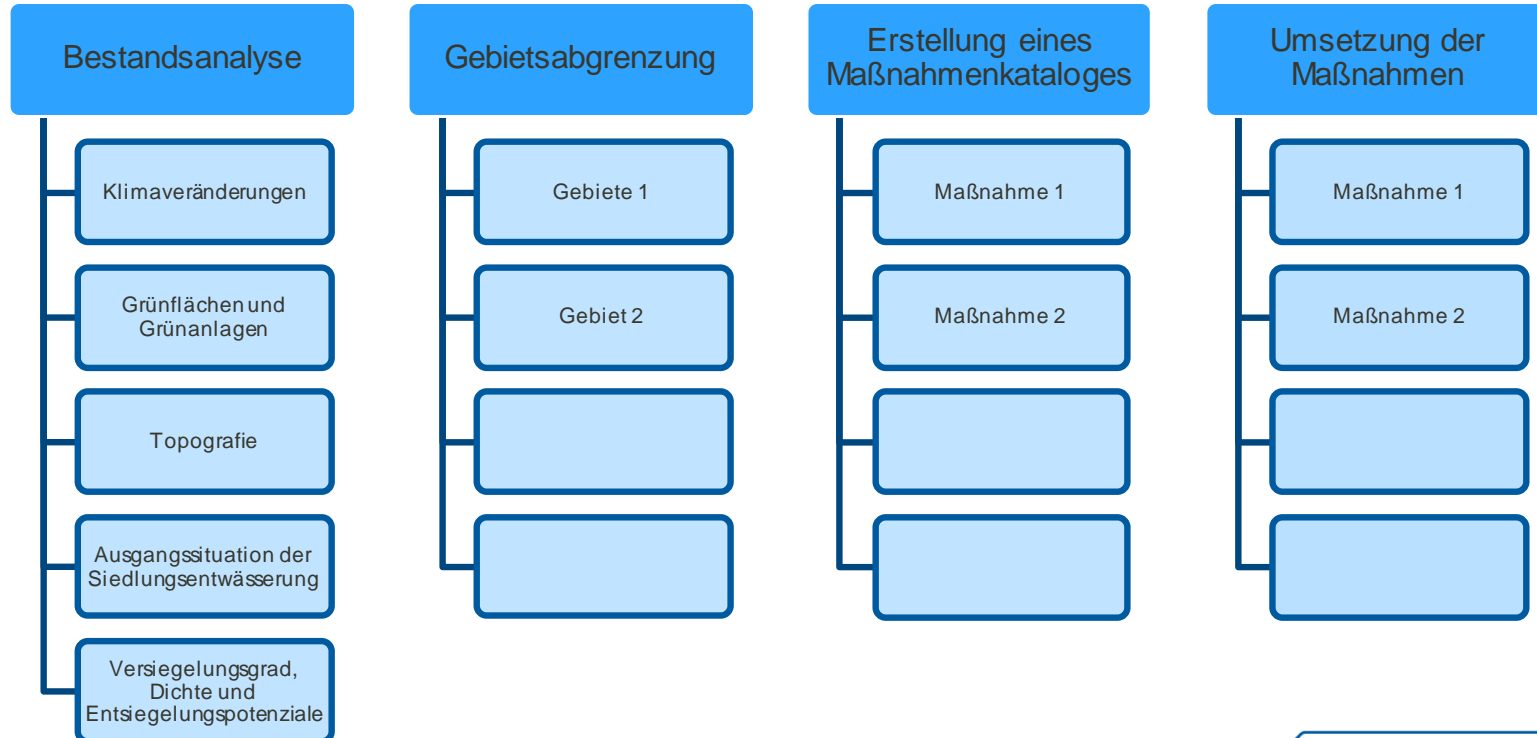 Bestandsanalyse
Klimaveränderungen
Grünflächen und
Grünanlagen
Topografie
Ausgangssituation der
Siedlungsentwässerung
Versiegelungsgrad,
Dichte und
Entsiegelungspotenziale
Gebietsabgrenzung
Gebiete 1
Gebiet 2
Erstellung eines
Maßnahmenkataloges
Maßnahme 1
Maßnahme 2
Umsetzung der
Maßnahmen
Maßnahme 1
Maßnahme 2